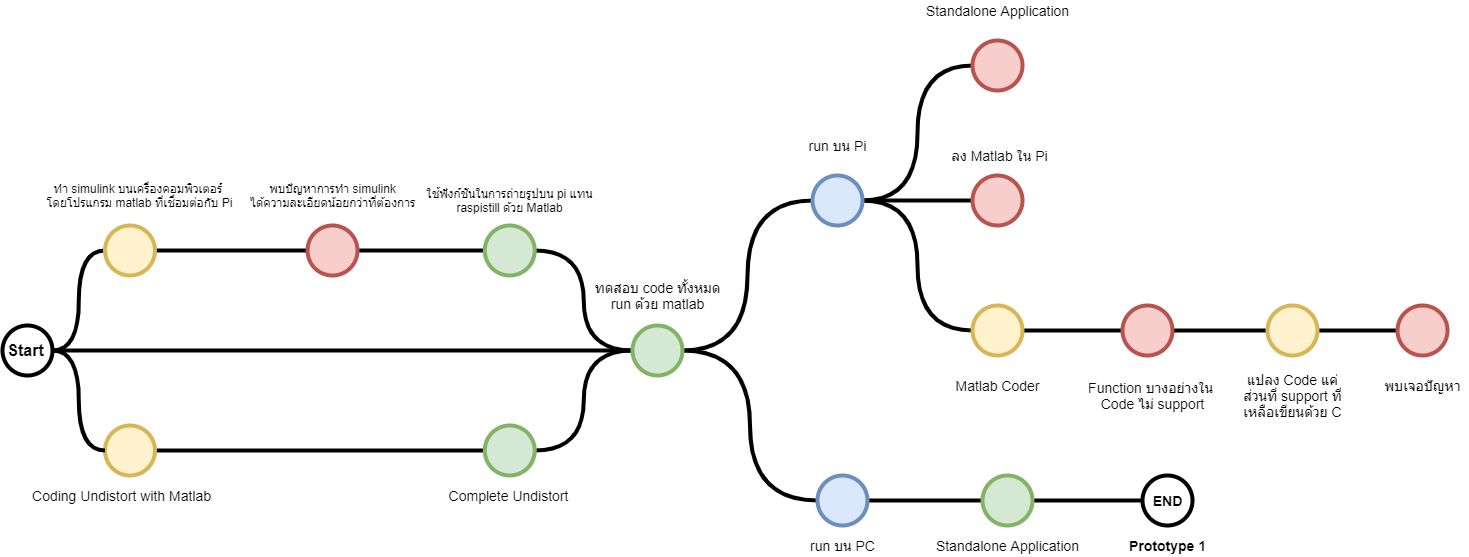 Standalone Application
run บน Pi
ลง Matlab ใน Pi
ทำ simulink บนเครื่องคอมพิวเตอร์
โดยโปรแกรม matlab ที่เชื่อมต่อกับ Pi
พบปัญหาการทำ simulink
ได้ความละเอียดน้อยกว่าที่ต้องการ
ใช้ฟังก์ชันในการถ่ายรูปบน pi แทน
raspistill ด้วย Matlab
ทดสอบ code ทั้งหมด
run ด้วย matlab
Start
Matlab Coder
Function บางอย่างใน
Code ไม่ support
แปลง Code แค่
ส่วนที่ support ที่
เหลือเขียนด้วย C
พบเจอปัญหา
Coding Undistort with Matlab
Complete Undistort
END
run บน PC
Standalone Application
Prototype 1